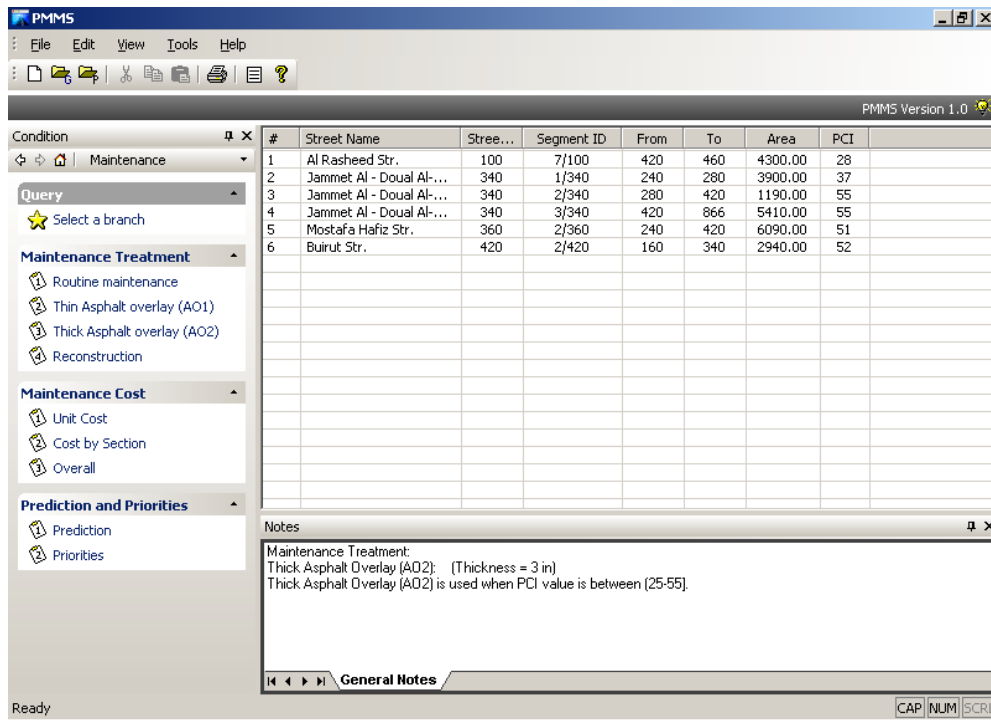 PMMS
File Edit View Tools Help
PMMS Version 1.0
Condition
Maintenance
Query
Select a branch
Maintenance Treatment
Routine maintenance
Thin Asphalt overlay (AO1)
Thick Asphalt overlay (AO2)
Reconstruction
Maintenance Cost
Unit Cost
Cost by Section
Overall
Prediction and Priorities
Prediction
Priorities
# Street Name Stree... Segment ID From To Area PCI
1 Al Rasheed Str. 100 7/100 420 460 4300.00 28
2 Jammet Al - Doual Al-... 340 1/340 240 280 3900.00 37
3 Jammet Al - Doual Al-... 340 2/340 280 420 1190.00 55
4 Jammet Al - Doual Al-... 340 3/340 420 866 5410.00 55
5 Mostafa Hafiz Str. 360 2/360 240 420 6090.00 51
6 Buirut Str. 420 2/420 160 340 2940.00 52
Notes
Maintenance Treatment:
Thick Asphalt Overlay (AO2): (Thickness = 3 in)
Thick Asphalt Overlay (AO2) is used when PCI value is between (25-55].
General Notes
Ready
CAP NUM SCRL